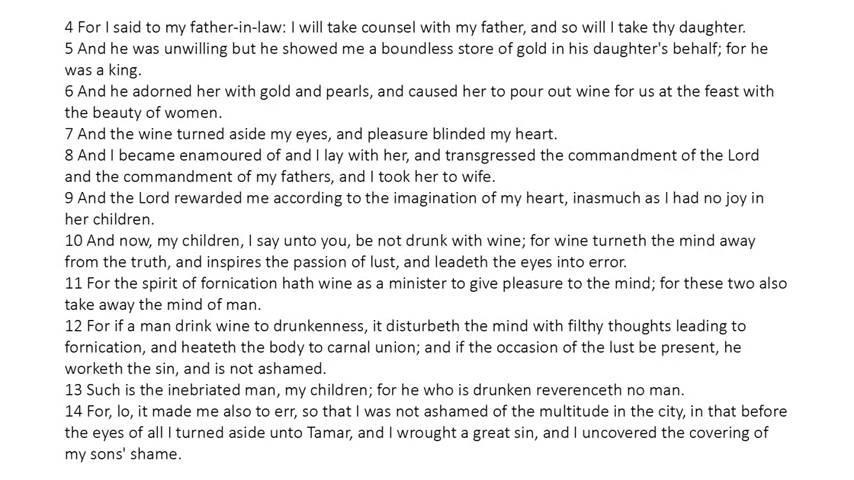 4 For I said to my father-in-law: I will take counsel with my father, and so will I take thy daughter.
5 And he was unwilling but he showed me a boundless store of gold in his daughter's behalf; for he
was a king.
6 And he adorned her with gold and pearls, and caused her to pour out wine for us at the feast with
the beauty of women.
7 And the wine turned aside my eyes, and pleasure blinded my heart.
8 And I became enamoured of and I lay with her, and transgressed the commandment of the Lord
and the commandment of my fathers, and I took her to wife.
9 And the Lord rewarded me according to the imagination of my heart, inasmuch as I had no joy in
her children.
10 And now, my children, I say unto you, be not drunk with wine; for wine turneth the mind away
from the truth, and inspires the passion of lust, and leadeth the eyes into error.
11 For the spirit of fornication hath wine as a minister to give pleasure to the mind; for these two also
take away the mind of man.
12 For if a man drink wine to drunkenness, it disturbeth the mind with filthy thoughts leading to
fornication, and heateth the body to carnal union; and if the occasion of the lust be present, he
worketh the sin, and is not ashamed.
13 Such is the inebriated man, my children; for he who is drunken reverenceth no man.
14 For, lo, it made me also to err, so that I was not ashamed of the multitude in the city, in that before
the eyes of all I turned aside unto Tamar, and I wrought a great sin, and I uncovered the covering of
my sons' shame.